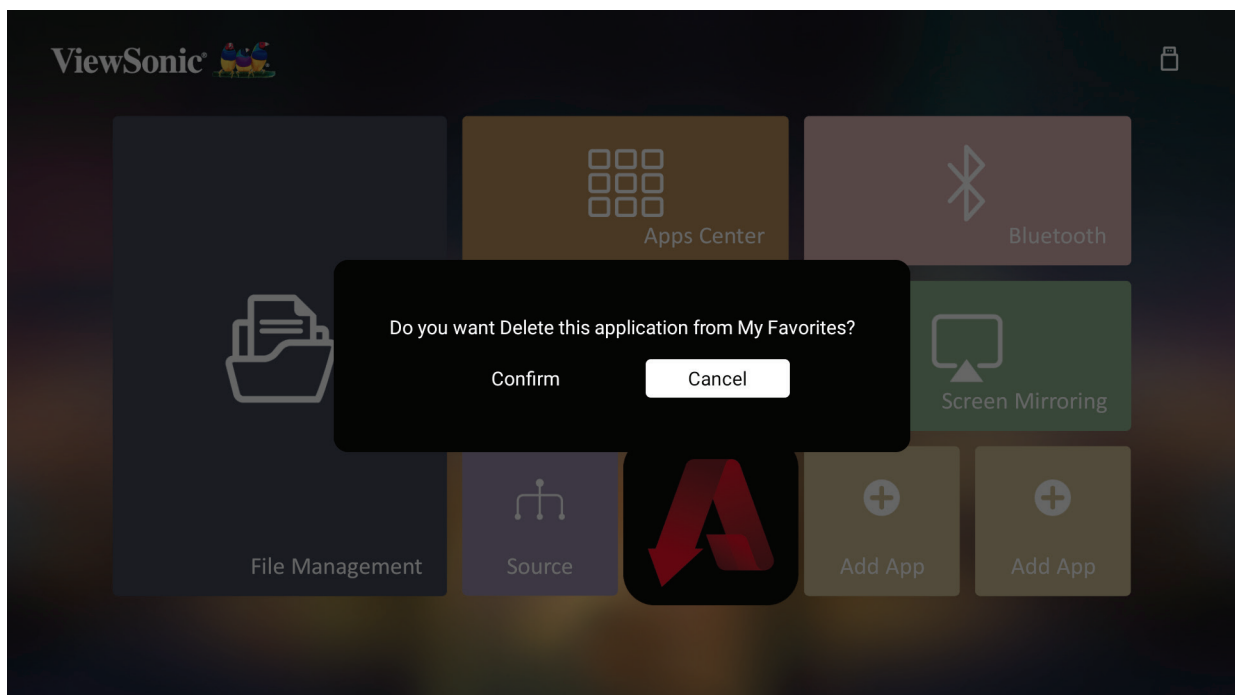 ViewSonic®
Apps Center
Bluetooth
Do you want Delete this application from My Favorites?
Confirm
Cancel
Screen Mirroring
File Management
Source
Add App
Add App